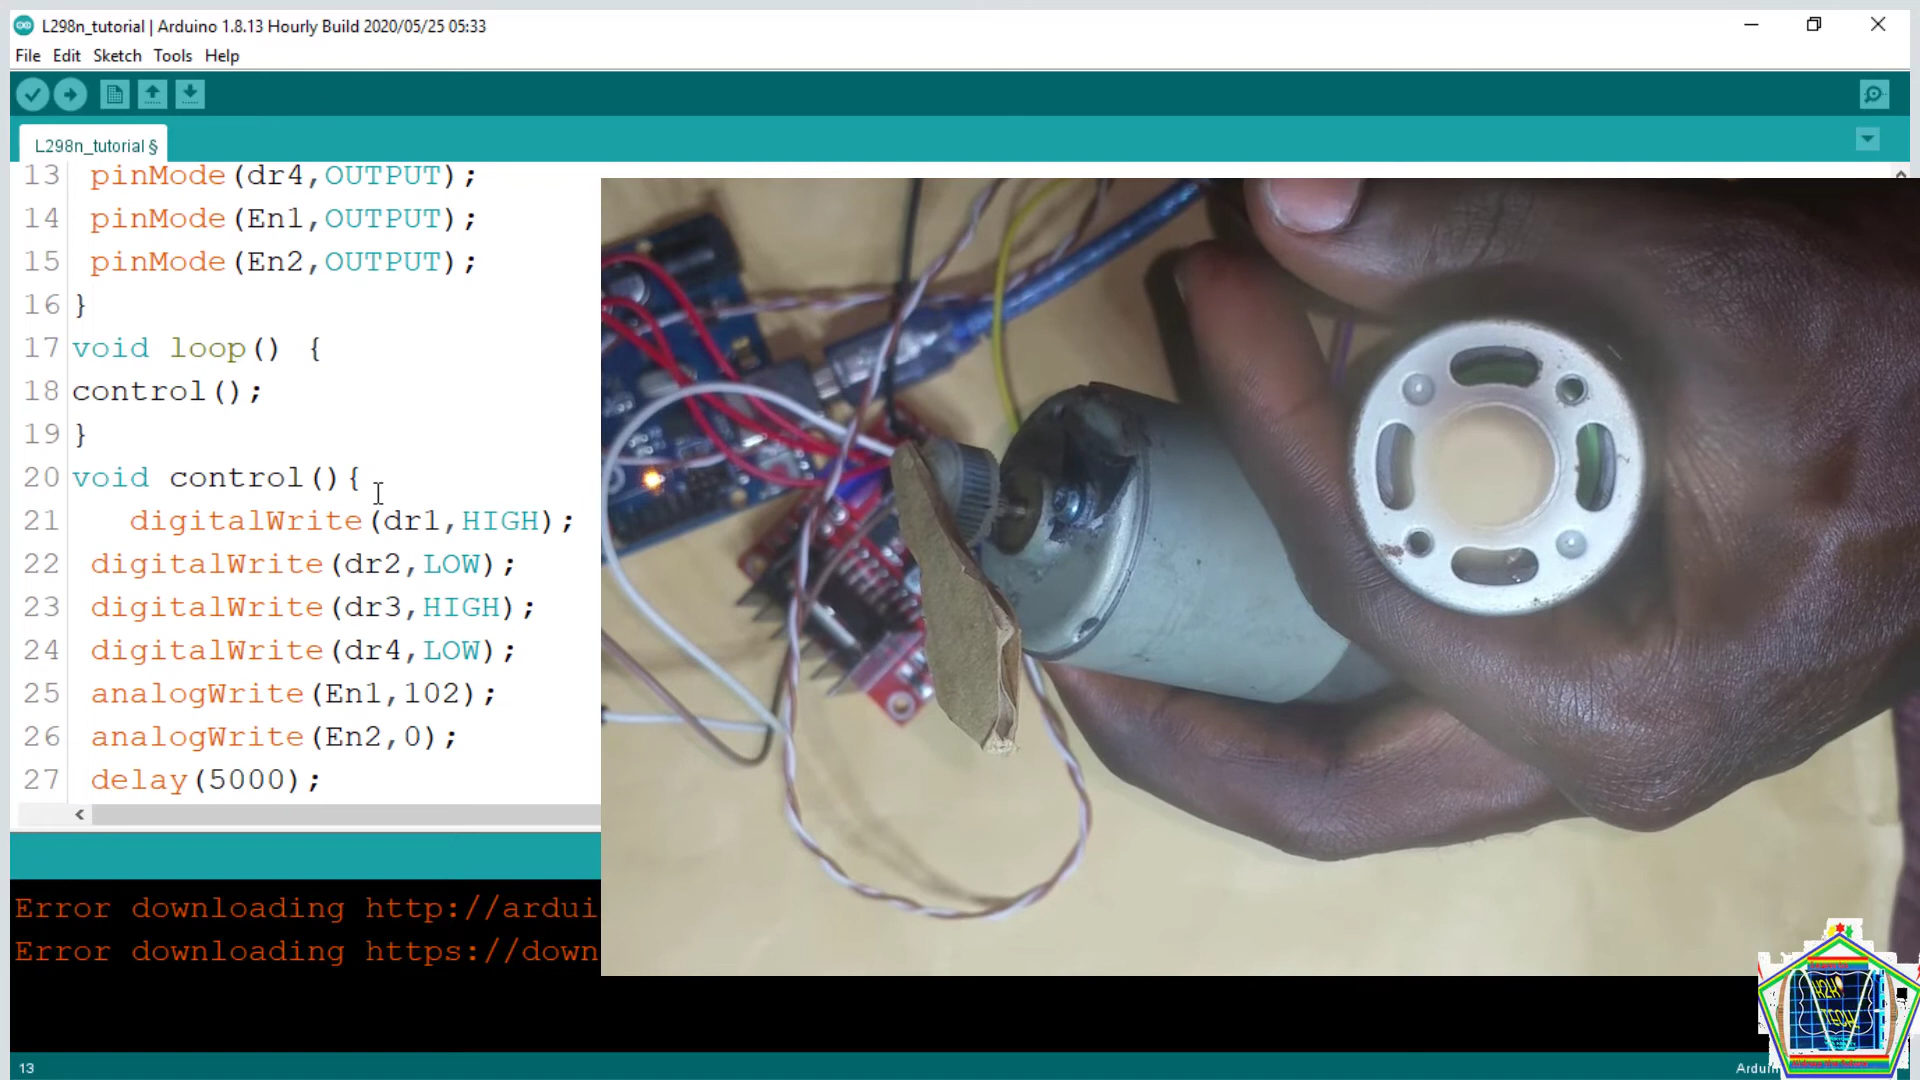 L298n_tutorial | Arduino 1.8.13 Hourly Build 2020/05/25 05:33
File Edit Sketch Tools Help
L298n_tutorial §
13 pinMode(dr4,OUTPUT);
14 pinMode(En1,OUTPUT);
15 pinMode(En2,OUTPUT);
16 }
17 void loop() {
18 control();
19 }
20 void control(){
21 digitalWrite(dr1,HIGH);
22 digitalWrite(dr2,LOW);
23 digitalWrite(dr3,HIGH);
24 digitalWrite(dr4,LOW);
25 analogWrite(En1,102);
26 analogWrite(En2,0);
27 delay(5000);
Error downloading http://ardui
Error downloading https://down
H2K
TECH
13